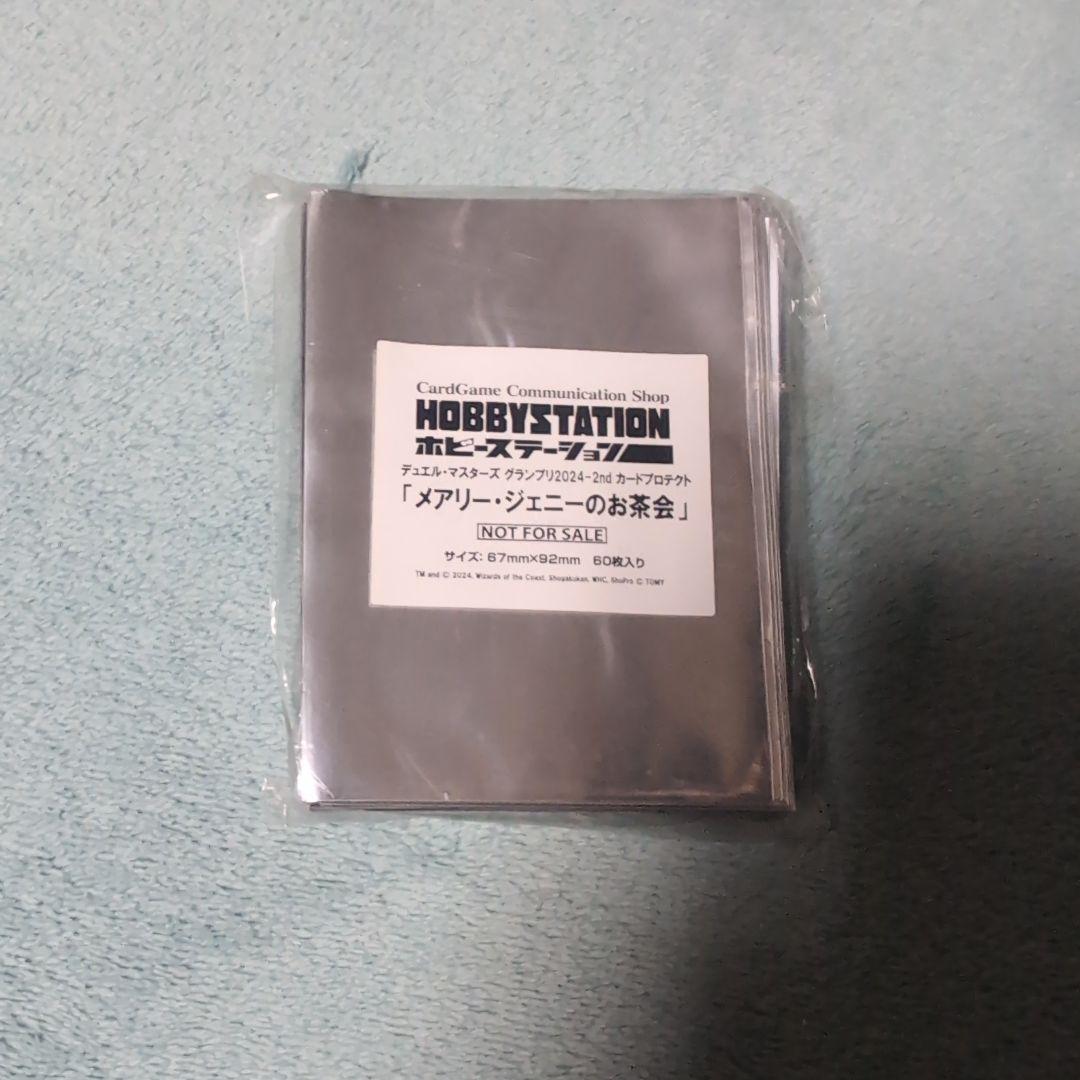 CardGame Communication Shop
HOBBYSTATION
ホビーステーション
デュエル・マスターズ グランプリ2024-2nd カードプロテクト
「メアリー・ジェニーのお茶会」
NOT FOR SALE
サイズ: 67mm×92mm 60枚入り
TM and © 2024, Wizards of the Coast, Shogakukan, WHC, ShoPro © TOMY